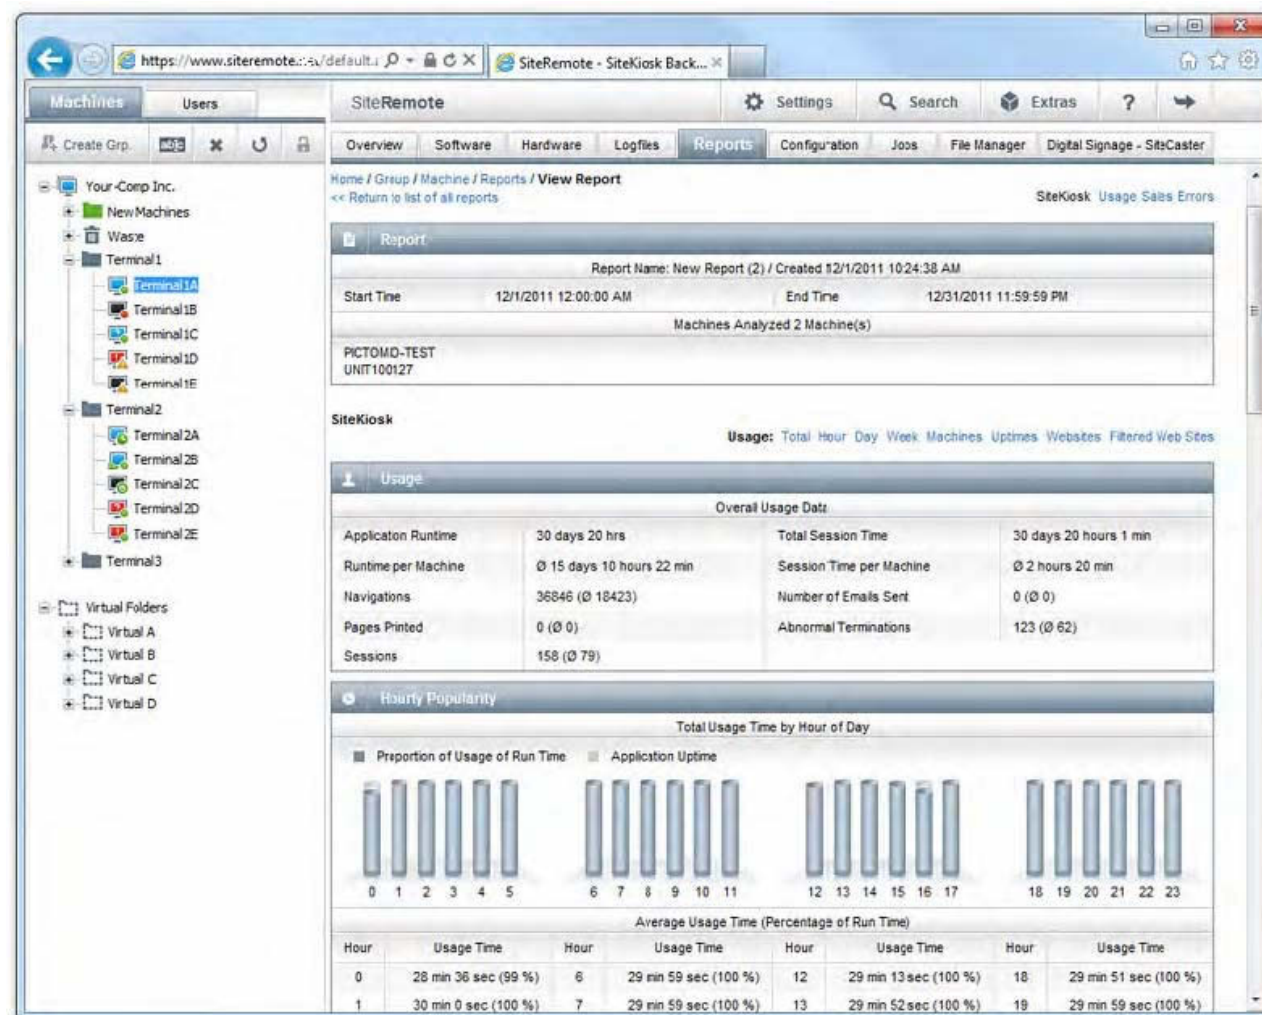 https://www.siteremote.
/default.
SiteRemote - SiteKiosk Back...
Machines Users
SiteRemote Settings Search Extras ?
Create Grp.
Overview Software Hardware Logfiles Reports Configuration Jobs File Manager Digital Signage - SiteCaster
Your-Comp Inc.
New Machines
Waste
Terminal1
Terminal1A
Terminal1B
Terminal1C
Terminal1D
Terminal1E
Terminal2
Terminal2A
Terminal2B
Terminal2C
Terminal2D
Terminal2E
Terminal3
Virtual Folders
Virtual A
Virtual B
Virtual C
Virtual D
Home / Group / Machine / Reports / View Report
<< Return to list of all reports
SiteKiosk Usage Sales Errors
Report
Report Name: New Report (2) / Created 12/1/2011 10:24:38 AM
Start Time 12/1/2011 12:00:00 AM End Time 12/31/2011 11:59:59 PM
Machines Analyzed 2 Machine(s)
PICTOMO-TEST
UNIT100127
SiteKiosk
Usage: Total Hour Day Week Machines Uptimes Websites Filtered Web Sites
Usage
Overall Usage Data
Application Runtime 30 days 20 hrs Total Session Time 30 days 20 hours 1 min
Runtime per Machine Ø 15 days 10 hours 22 min Session Time per Machine Ø 2 hours 20 min
Navigations 36846 (Ø 18423) Number of Emails Sent 0 (Ø 0)
Pages Printed 0 (Ø 0) Abnormal Terminations 123 (Ø 62)
Sessions 158 (Ø 79)
Hourly Popularity
Total Usage Time by Hour of Day
Proportion of Usage of Run Time Application Uptime
0 1 2 3 4 5 6 7 8 9 10 11 12 13 14 15 16 17 18 19 20 21 22 23
Average Usage Time (Percentage of Run Time)
Hour Usage Time Hour Usage Time Hour Usage Time Hour Usage Time
0 28 min 36 sec (99 %) 6 29 min 59 sec (100 %) 12 29 min 13 sec (100 %) 18 29 min 51 sec (100 %)
1 30 min 0 sec (100 %) 7 29 min 59 sec (100 %) 13 29 min 52 sec (100 %) 19 29 min 59 sec (100 %)